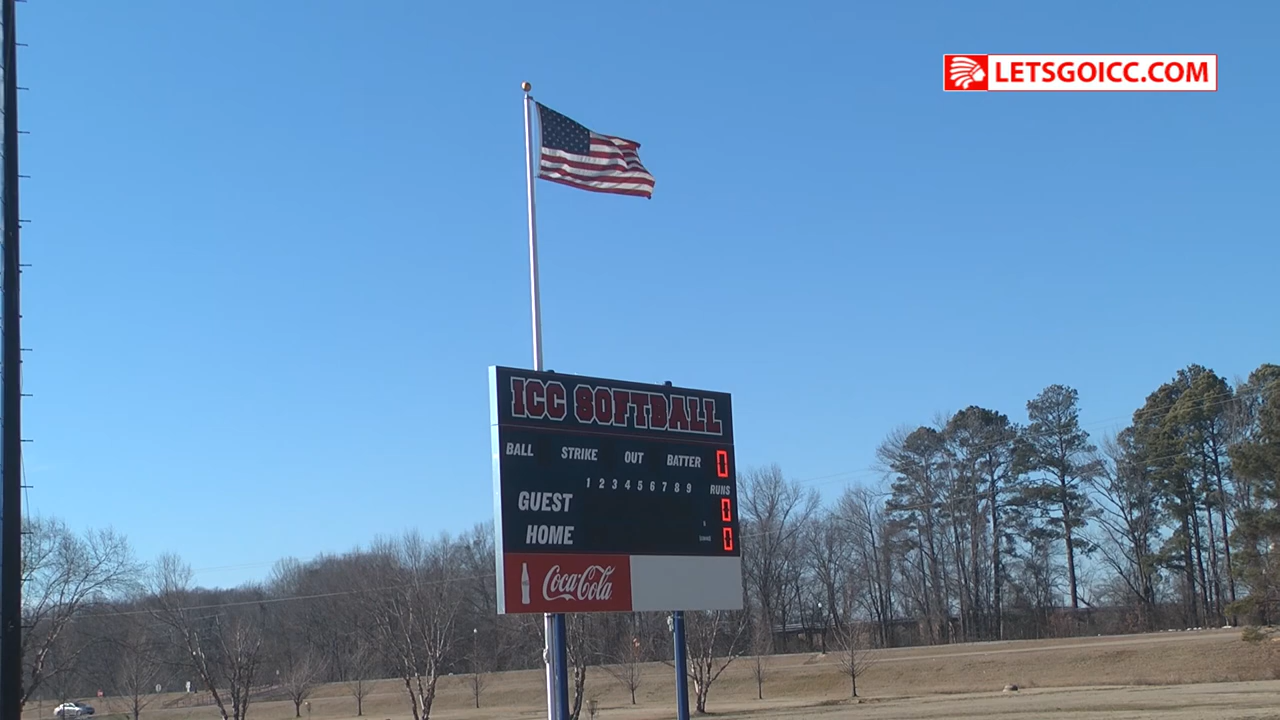 LETSGOICC.COM
ICC SOFTBALL
BALL STRIKE OUT BATTER 0
1 2 3 4 5 6 7 8 9 RUNS
GUEST 0
HOME 0
Coca-Cola